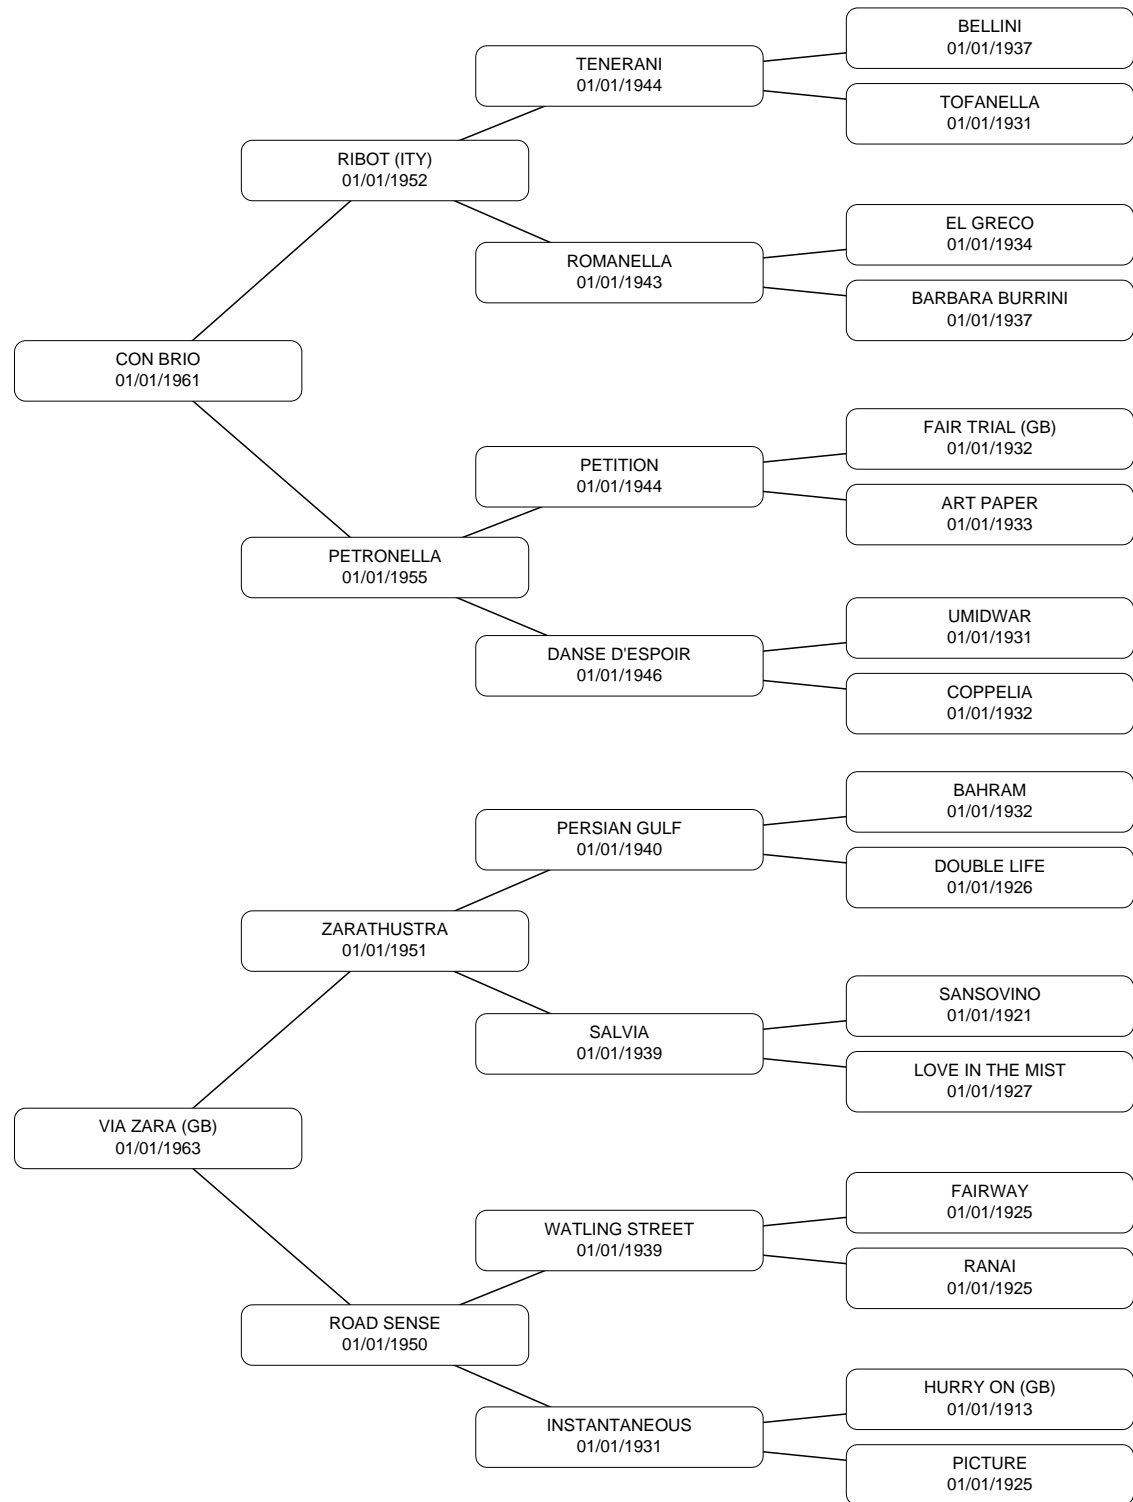 BELLINI
01/01/1937
TENERANI
01/01/1944
TOFANELLA
01/01/1931
RIBOT (ITY)
01/01/1952
EL GRECO
01/01/1934
ROMANELLA
01/01/1943
BARBARA BURRINI
01/01/1937
CON BRIO
01/01/1961
FAIR TRIAL (GB)
01/01/1932
PETITION
01/01/1944
ART PAPER
01/01/1933
PETRONELLA
01/01/1955
UMIDWAR
01/01/1931
DANSE D'ESPOIR
01/01/1946
COPPELIA
01/01/1932
BAHRAM
01/01/1932
PERSIAN GULF
01/01/1940
DOUBLE LIFE
01/01/1926
ZARATHUSTRA
01/01/1951
SANSOVINO
01/01/1921
SALVIA
01/01/1939
LOVE IN THE MIST
01/01/1927
VIA ZARA (GB)
01/01/1963
FAIRWAY
01/01/1925
WATLING STREET
01/01/1939
RANAI
01/01/1925
ROAD SENSE
01/01/1950
HURRY ON (GB)
01/01/1913
INSTANTANEOUS
01/01/1931
PICTURE
01/01/1925